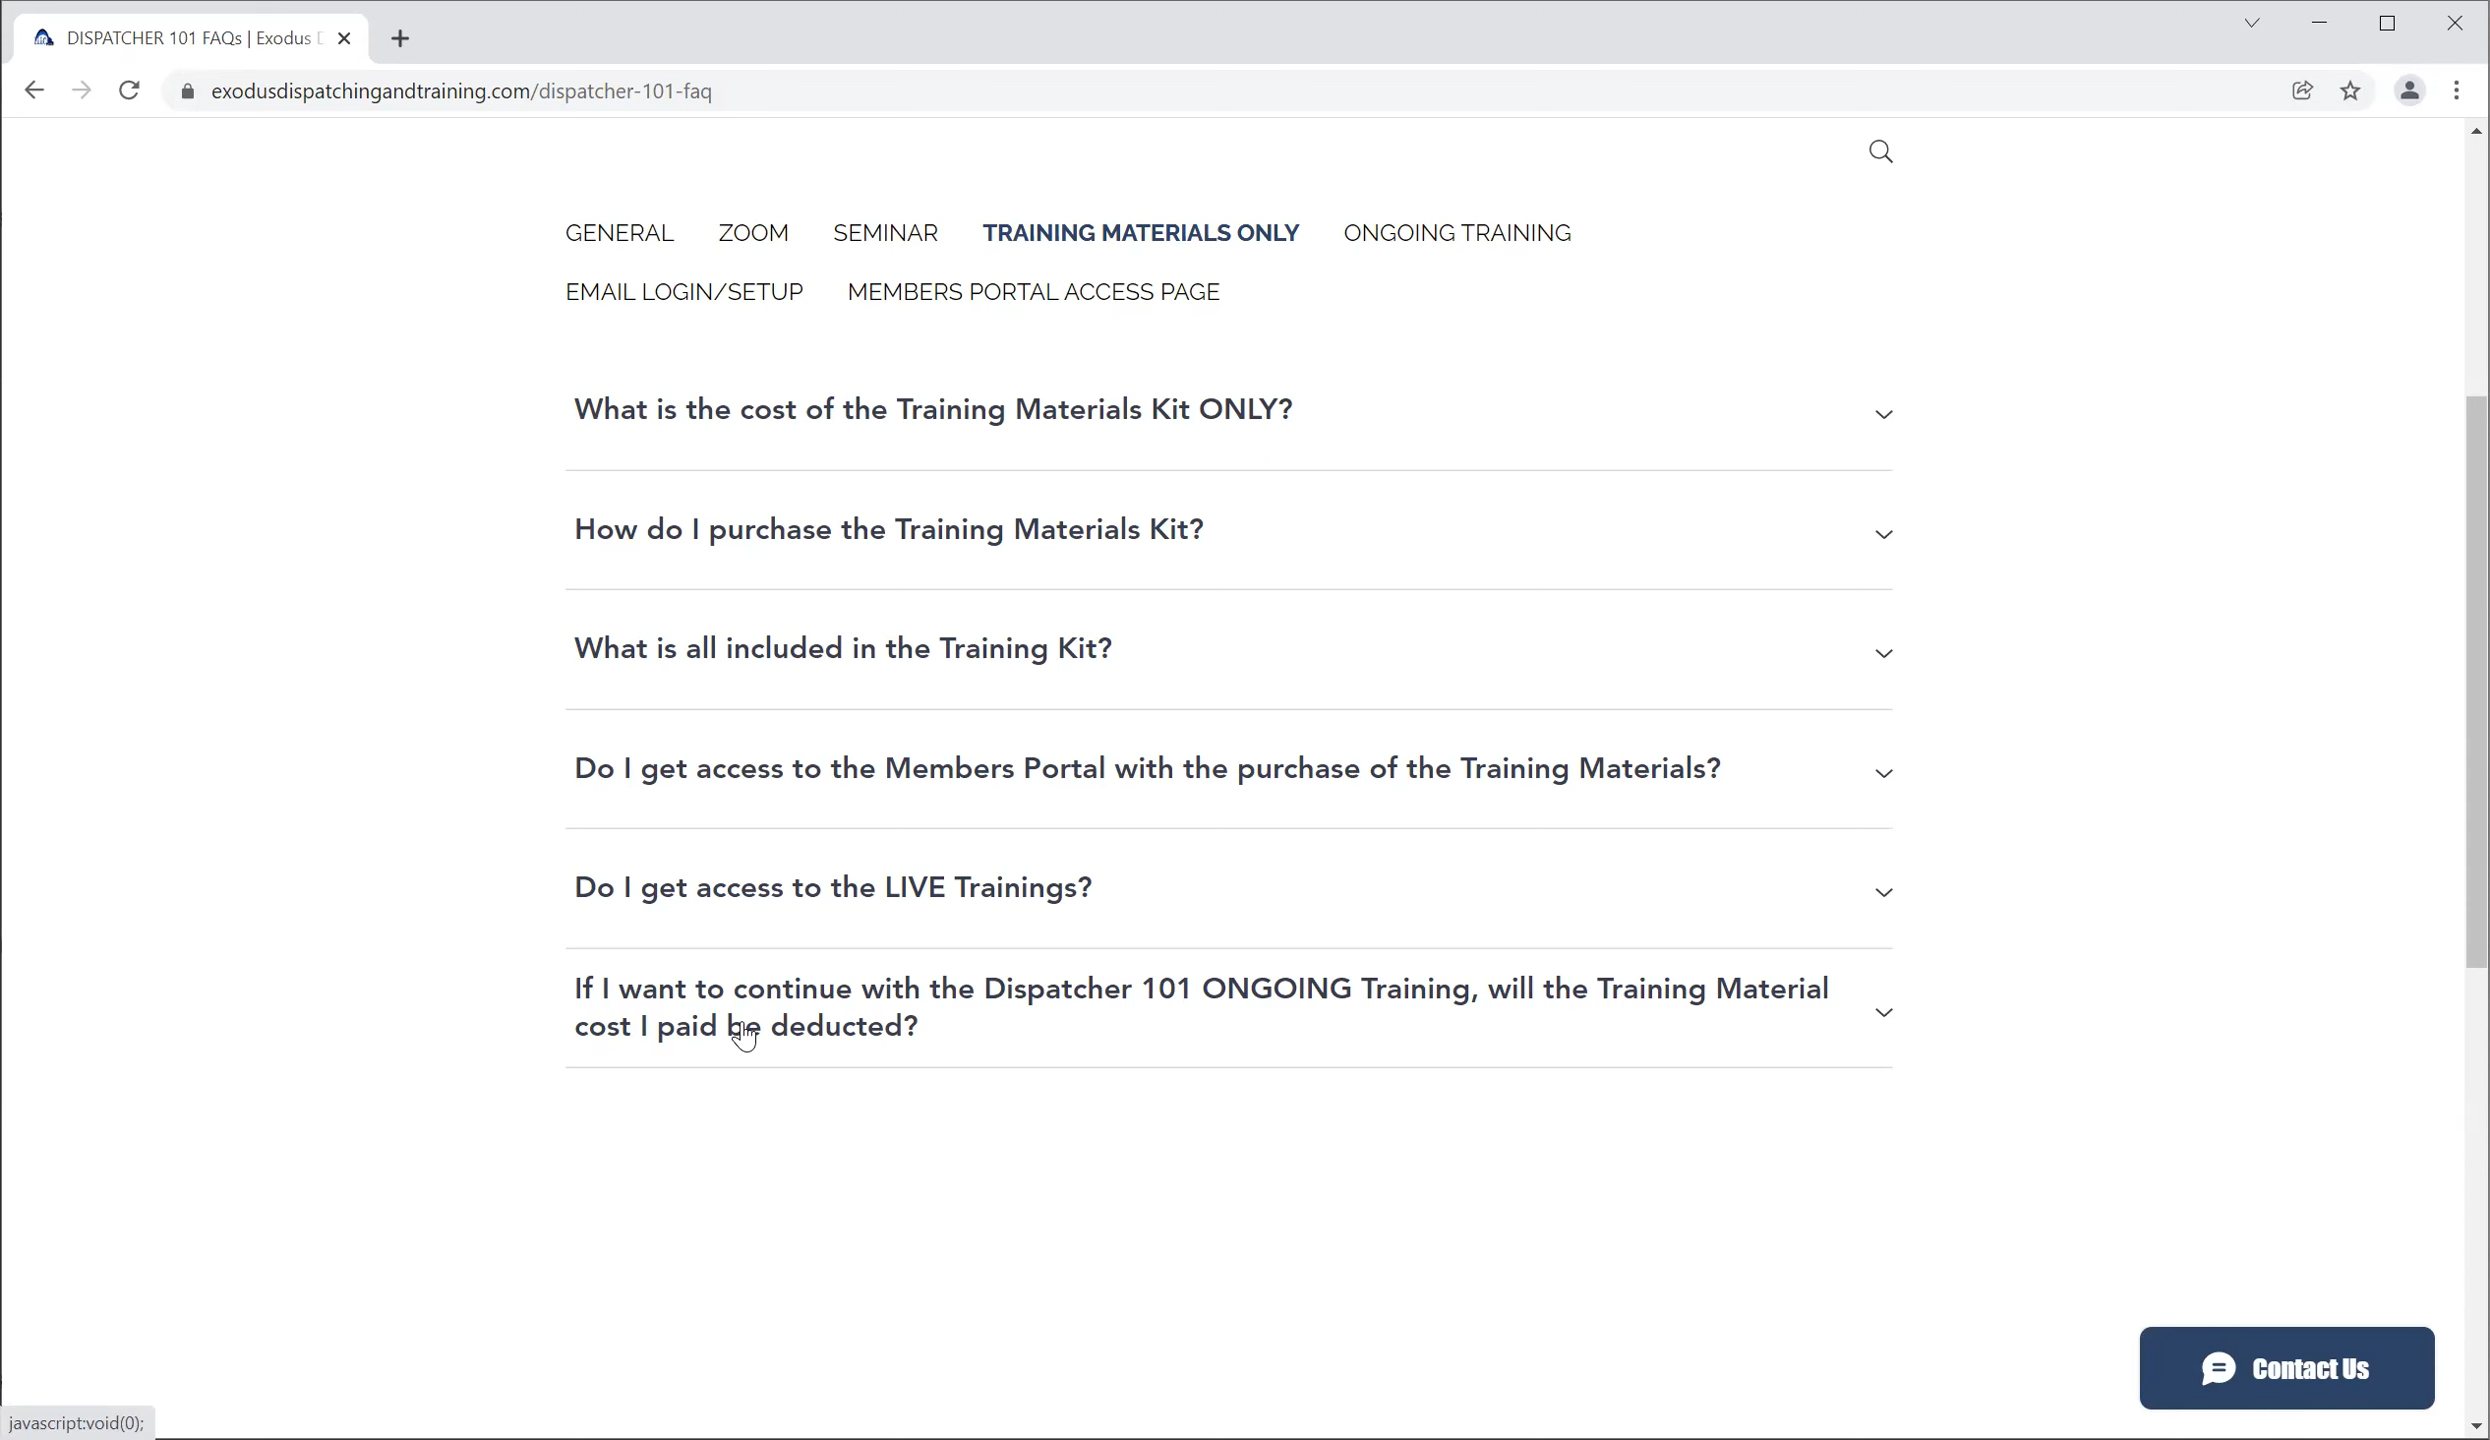 DISPATCHER 101 FAQs | Exodus
exodusdispatchingandtraining.com/dispatcher-101-faq
GENERAL ZOOM SEMINAR TRAINING MATERIALS ONLY ONGOING TRAINING
EMAIL LOGIN/SETUP MEMBERS PORTAL ACCESS PAGE
What is the cost of the Training Materials Kit ONLY?
How do I purchase the Training Materials Kit?
What is all included in the Training Kit?
Do I get access to the Members Portal with the purchase of the Training Materials?
Do I get access to the LIVE Trainings?
If I want to continue with the Dispatcher 101 ONGOING Training, will the Training Material
cost I paid be deducted?
Contact Us
javascript:void(0);